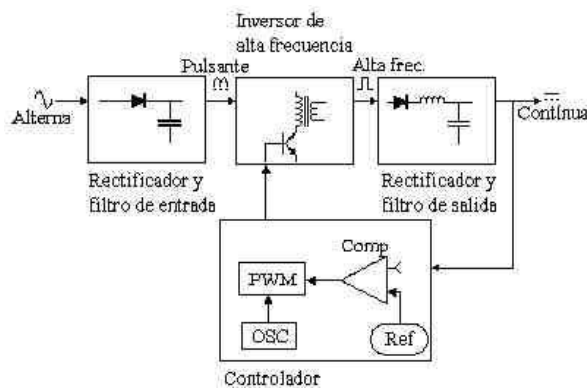 Inversor de
alta frecuencia
Pulsante
Alta frec.
Alterna
Contínua
Rectificador y
filtro de entrada
Rectificador y
filtro de salida
Comp
PWM
OSC
Ref
Controlador